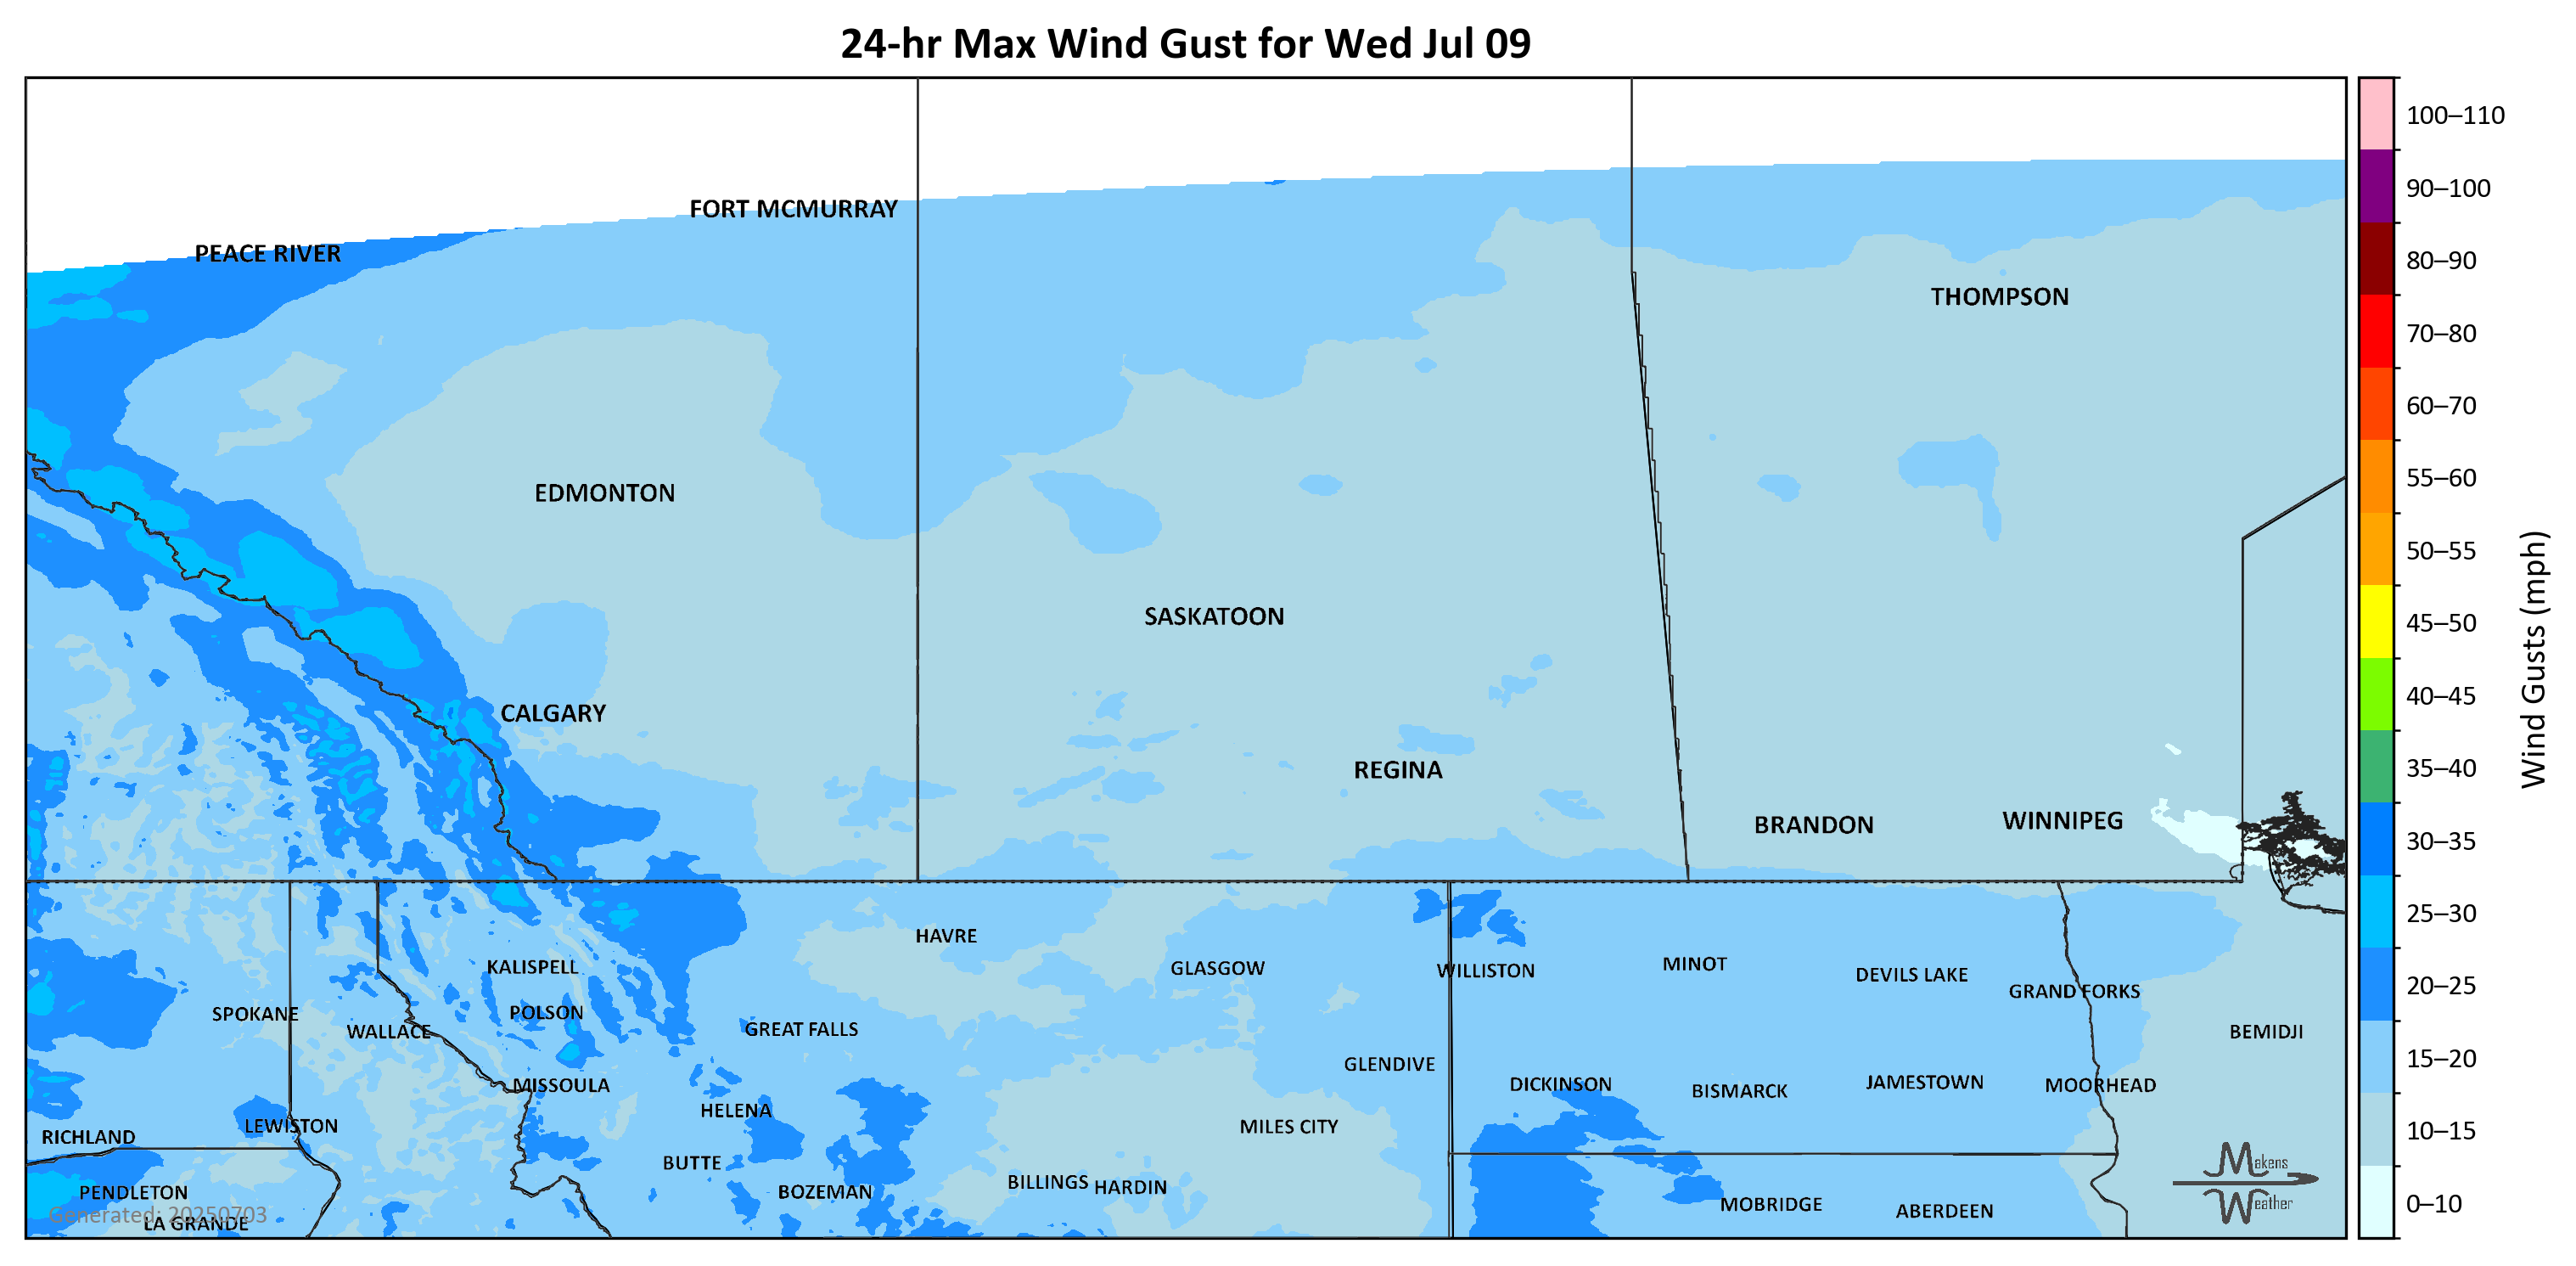 24-hr Max Wind Gust for Wed Jul 09
100–110
FORT MCMURRAY
90–100
PEACE RIVER
80–90
THOMPSON
70–80
60–70
EDMONTON
55–60
50–55
SASKATOON
45–50
Wind Gusts (mph)
CALGARY
40–45
REGINA
35–40
BRANDON
WINNIPEG
30–35
25–30
HAVRE
KALISPELL
GLASGOW
WILLISTON
MINOT
DEVILS LAKE
20–25
GRAND FORKS
SPOKANE
POLSON
WALLACE
GREAT FALLS
BEMIDJI
15–20
GLENDIVE
MISSOULA
DICKINSON
BISMARCK
JAMESTOWN
MOORHEAD
HELENA
LEWISTON
MILES CITY
10–15
RICHLAND
BUTTE
Makens
PENDLETON
BOZEMAN
BILLINGS
HARDIN
MOBRIDGE
ABERDEEN
Weather
0–10
Generated: 20250703
LA GRANDE